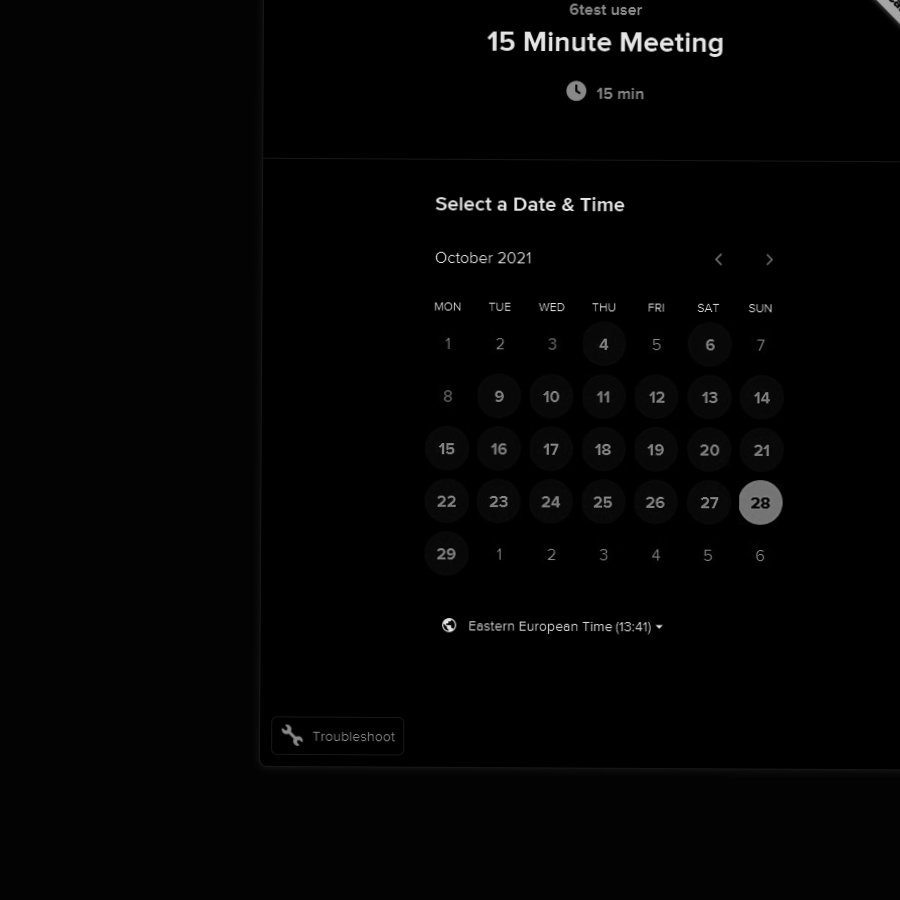 6test user
15 Minute Meeting
15 min
Select a Date & Time
October 2021
MON TUE WED THU FRI SAT SUN
1 2 3 4 5 6 7
8 9 10 11 12 13 14
15 16 17 18 19 20 21
22 23 24 25 26 27 28
29 1 2 3 4 5 6
Eastern European Time (13:41)
Troubleshoot